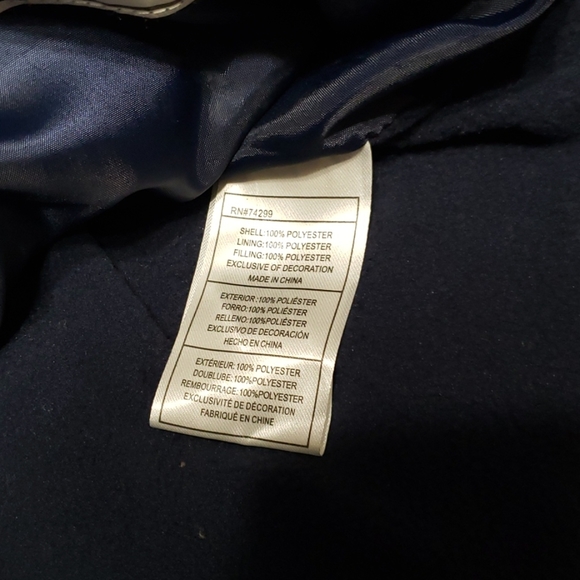 RN#74299
SHELL:100% POLYESTER
LINING:100% POLYESTER
FILLING:100% POLYESTER
EXCLUSIVE OF DECORATION
MADE IN CHINA
EXTERIOR:100% POLIÉSTER
FORRO:100% POLIÉSTER
RELLENO:100% POLIÉSTER
EXCLUSIVO DE DECORACIÓN
HECHO EN CHINA
EXTÉRIEUR:100% POLYESTER
DOUBLUBE:100%POLYESTER
REMBOURRAGE:100%POLYESTER
EXCLUSIVITÉ DE DÉCORATION
FABRIQUÉ EN CHINE